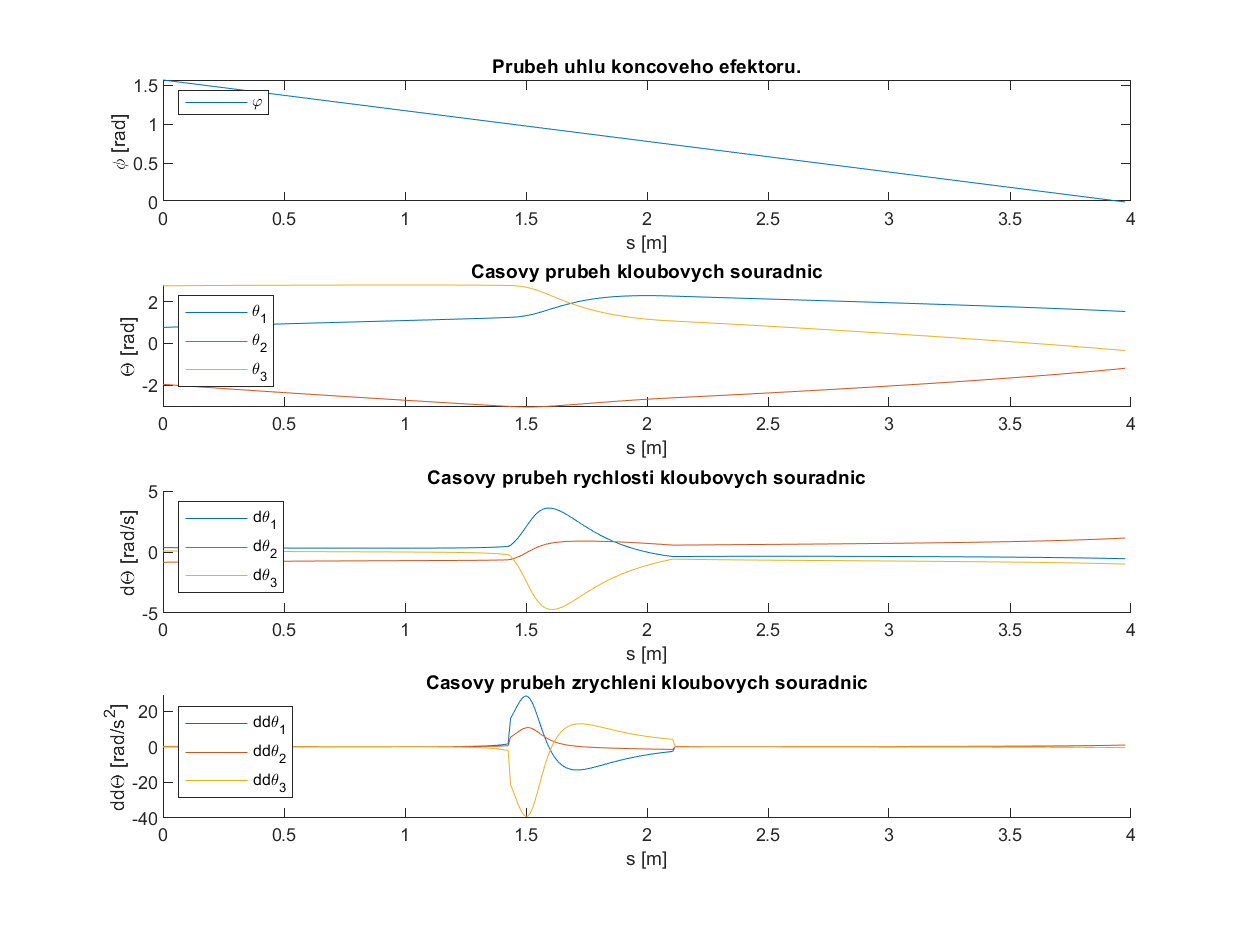 Prubeh uhlu koncoveho efektoru.
φ
ϕ [rad]
1.5
1
0.5
0
0 0.5 1 1.5 2 2.5 3 3.5 4
s [m]
Casovy prubeh kloubovych souradnic
θ1
θ2
θ3
Θ [rad]
2
0
-2
0 0.5 1 1.5 2 2.5 3 3.5 4
s [m]
Casovy prubeh rychlosti kloubovych souradnic
dθ1
dθ2
dθ3
dΘ [rad/s]
5
0
-5
0 0.5 1 1.5 2 2.5 3 3.5 4
s [m]
Casovy prubeh zrychleni kloubovych souradnic
ddθ1
ddθ2
ddθ3
ddΘ [rad/s2]
20
0
-20
-40
0 0.5 1 1.5 2 2.5 3 3.5 4
s [m]